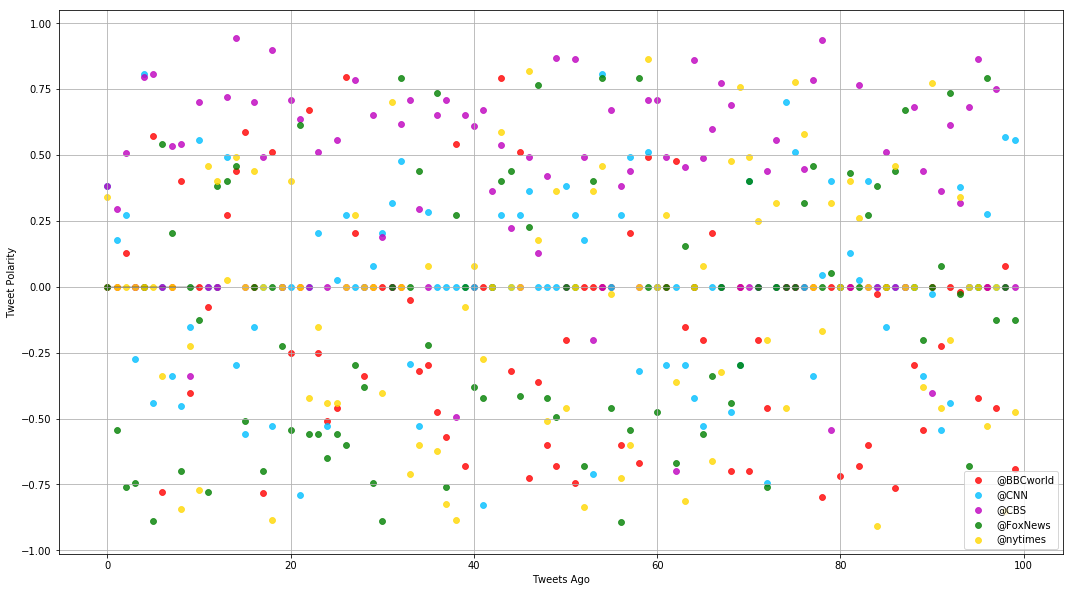 1.00
0.75
0.50
0.25
0.00
−0.25
−0.50
−0.75
−1.00
Tweet Polarity
0 20 40 60 80 100
Tweets Ago
@BBCworld
@CNN
@CBS
@FoxNews
@nytimes